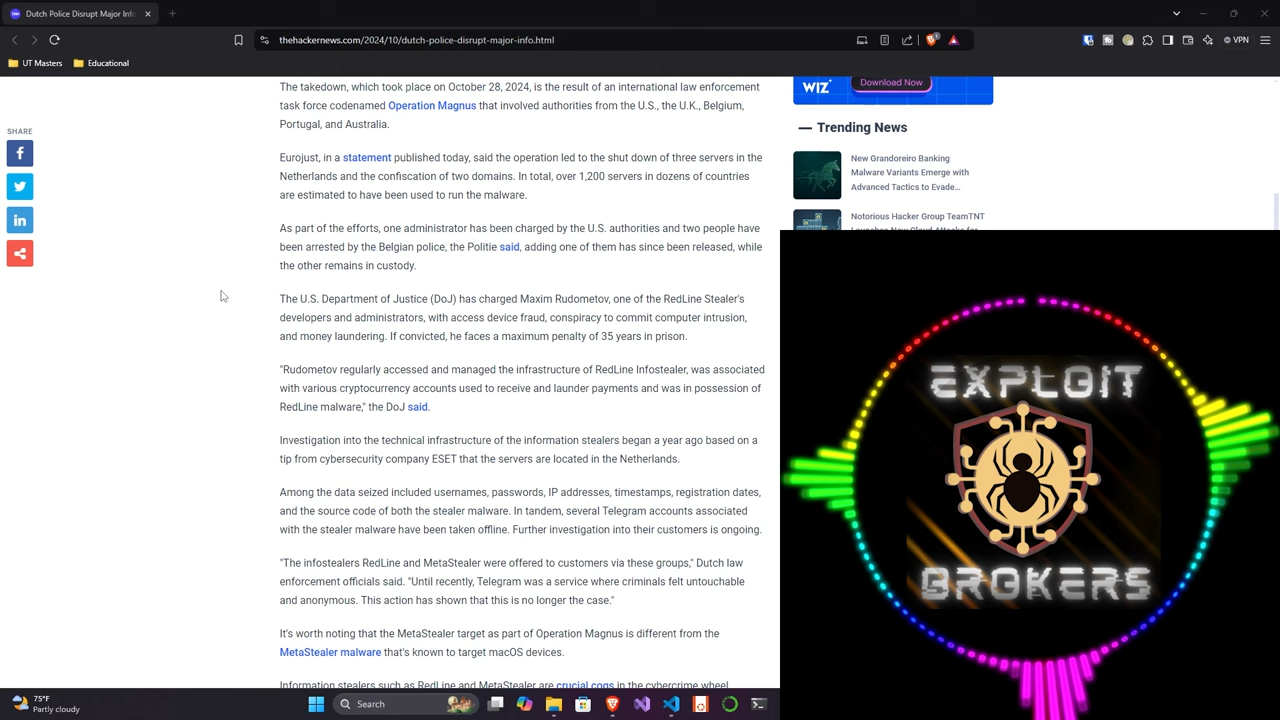 Dutch Police Disrupt Major Info
thehackernews.com/2024/10/dutch-police-disrupt-major-info.html
VPN
UT Masters
Educational
The takedown, which took place on October 28, 2024, is the result of an international law enforcement
task force codenamed Operation Magnus that involved authorities from the U.S., the U.K., Belgium,
Portugal, and Australia.
SHARE
Eurojust, in a statement published today, said the operation led to the shut down of three servers in the
Netherlands and the confiscation of two domains. In total, over 1,200 servers in dozens of countries
are estimated to have been used to run the malware.
As part of the efforts, one administrator has been charged by the U.S. authorities and two people have
been arrested by the Belgian police, the Politie said, adding one of them has since been released, while
the other remains in custody.
The U.S. Department of Justice (DoJ) has charged Maxim Rudometov, one of the RedLine Stealer's
developers and administrators, with access device fraud, conspiracy to commit computer intrusion,
and money laundering. If convicted, he faces a maximum penalty of 35 years in prison.
"Rudometov regularly accessed and managed the infrastructure of RedLine Infostealer, was associated
with various cryptocurrency accounts used to receive and launder payments and was in possession of
RedLine malware," the DoJ said.
Investigation into the technical infrastructure of the information stealers began a year ago based on a
tip from cybersecurity company ESET that the servers are located in the Netherlands.
Among the data seized included usernames, passwords, IP addresses, timestamps, registration dates,
and the source code of both the stealer malware. In tandem, several Telegram accounts associated
with the stealer malware have been taken offline. Further investigation into their customers is ongoing.
"The infostealers RedLine and MetaStealer were offered to customers via these groups," Dutch law
enforcement officials said. "Until recently, Telegram was a service where criminals felt untouchable
and anonymous. This action has shown that this is no longer the case."
It's worth noting that the MetaStealer target as part of Operation Magnus is different from the
MetaStealer malware that's known to target macOS devices.
Information stealers such as RedLine and MetaStealer are crucial cogs in the cybercrime wheel
WIZ
Download Now
Trending News
New Grandoreiro Banking
Malware Variants Emerge with
Advanced Tactics to Evade...
Notorious Hacker Group TeamTNT
Launches New Cloud Attacks for
EXPLOIT
BROKERS
75°F
Partly cloudy
Search